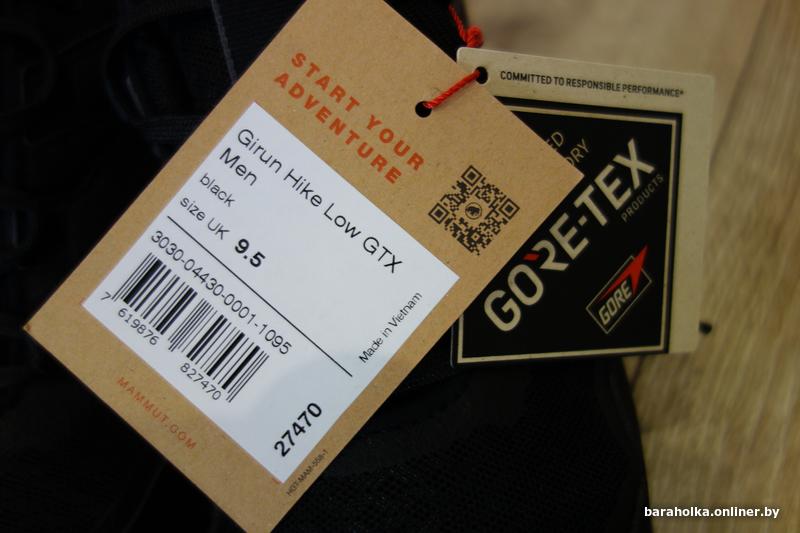 START YOUR
ADVENTURE
Girun Hike Low GTX
Men
black
size UK 9.5
3030-04430-0001-1095
7 619876 827470
Made in Vietnam
27470
MAMMUT.COM
COMMITTED TO RESPONSIBLE PERFORMANCE
GORE-TEX
PRODUCTS
GORE
baraholka.onliner.by